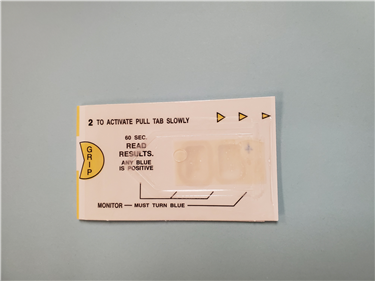 2 TO ACTIVATE PULL TAB SLOWLY
60 SEC.
READ
RESULTS.
ANY BLUE
IS POSITIVE
GRIP
MONITOR — MUST TURN BLUE